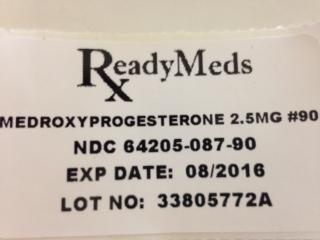 Rx ReadyMeds
MEDROXYPROGESTERONE 2.5MG #90
NDC 64205-087-90
EXP DATE: 08/2016
LOT NO: 33805772A